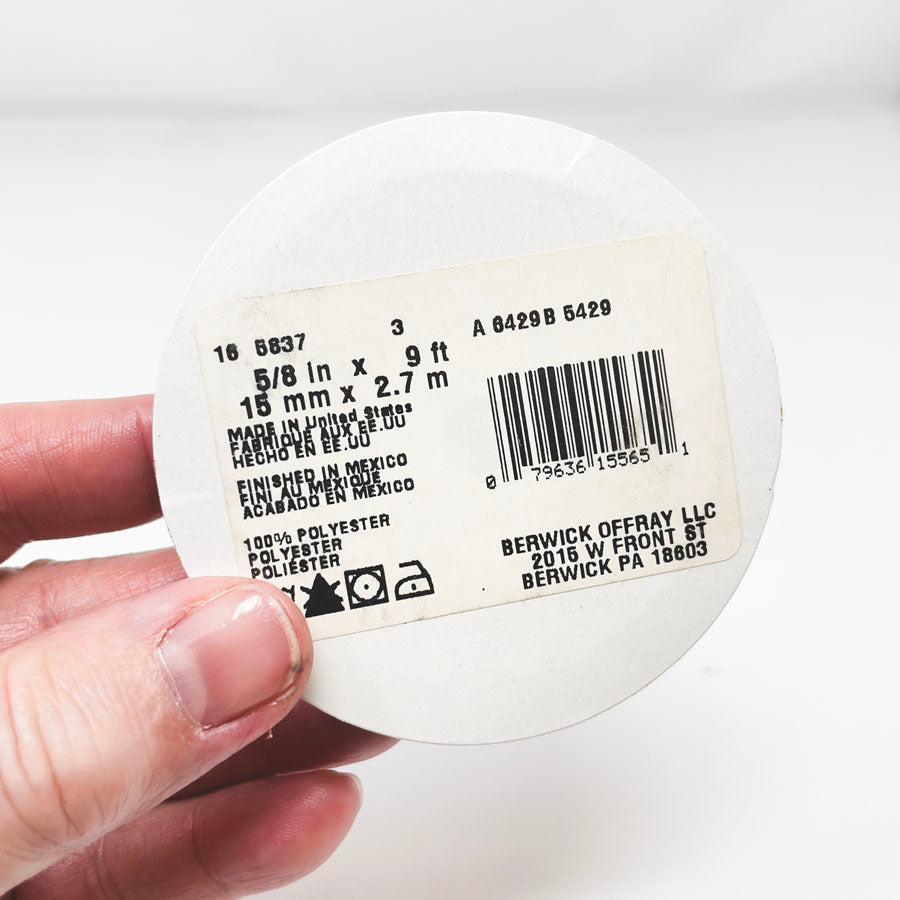 16 5637 3 A 6429 B 5429
5/8 in x 9 ft
15 mm x 2.7 m
MADE IN United States
FABRIQUE AUX EE.UU
HECHO EN EE.UU
FINISHED IN MEXICO
FINI AU MEXIQUE
ACABADO EN MEXICO
100% POLYESTER
POLYESTER
POLIÉSTER
0 79636 15565 1
BERWICK OFFRAY LLC
2015 W FRONT ST
BERWICK PA 18603